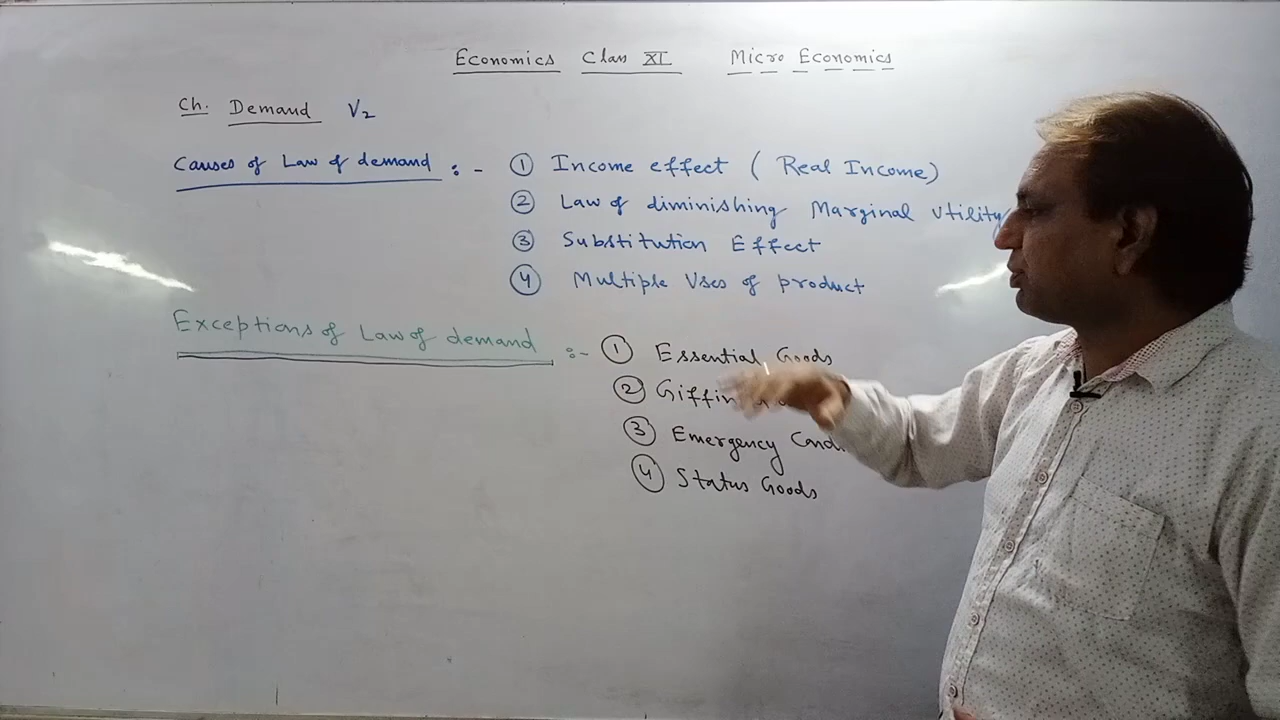 Economics Class XI Micro Economics
Ch. Demand V2
Causes of Law of demand :- ① Income effect ( Real Income)
② Law of diminishing Marginal Utility
③ Substitution Effect
④ Multiple Uses of product
Exceptions of Law of demand :- ① Essential Goods
②
③ Emergency
④ Status Goods